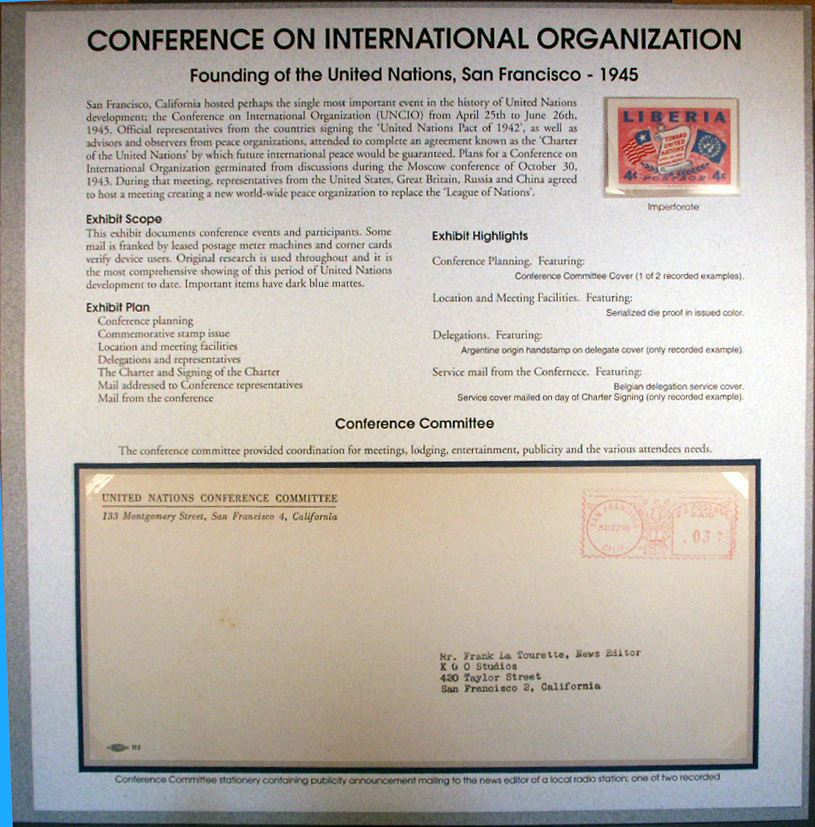 CONFERENCE ON INTERNATIONAL ORGANIZATION
Founding of the United Nations, San Francisco - 1945
San Francisco, California hosted perhaps the single most important event in the history of United Nations
development; the Conference on International Organization (UNCIO) from April 25th to June 26th,
1945. Official representatives from the countries signing the 'United Nations Pact of 1942', as well as
advisors and observers from peace organizations, attended to complete an agreement known as the 'Charter
of the United Nations' by which future international peace would be guaranteed. Plans for a Conference on
International Organization germinated from discussions during the Moscow conference of October 30,
1943. During that meeting, representatives from the United States, Great Britain, Russia and China agreed
to host a meeting creating a new world-wide peace organization to replace the 'League of Nations'.
LIBERIA
TOWARD
UNITED
NATIONS
4¢ POSTAGE 4¢
Imperforate
Exhibit Scope
This exhibit documents conference events and participants. Some
mail is franked by leased postage meter machines and corner cards
verify device users. Original research is used throughout and it is
the most comprehensive showing of this period of United Nations
development to date. Important items have dark blue mattes.
Exhibit Plan
Conference planning
Commemorative stamp issue
Location and meeting facilities
Delegations and representatives
The Charter and Signing of the Charter
Mail addressed to Conference representatives
Mail from the conference
Exhibit Highlights
Conference Planning. Featuring:
Conference Committee Cover (1 of 2 recorded examples).
Location and Meeting Facilities. Featuring:
Serialized die proof in issued color.
Delegations. Featuring:
Argentine origin handstamp on delegate cover (only recorded example).
Service mail from the Confernece. Featuring:
Belgian delegation service cover.
Service cover mailed on day of Charter Signing (only recorded example).
Conference Committee
The conference committee provided coordination for meetings, lodging, entertainment, publicity and the various attendees needs.
UNITED NATIONS CONFERENCE COMMITTEE
133 Montgomery Street, San Francisco 4, California
SAN FRANCISCO
CALIF.
U.S. POSTAGE
PAID
.03
Mr. Frank La Tourette, News Editor
K G O Studios
420 Taylor Street
San Francisco 2, California
113
Conference Committee stationery containing publicity announcement mailing to the news editor of a local radio station; one of two recorded